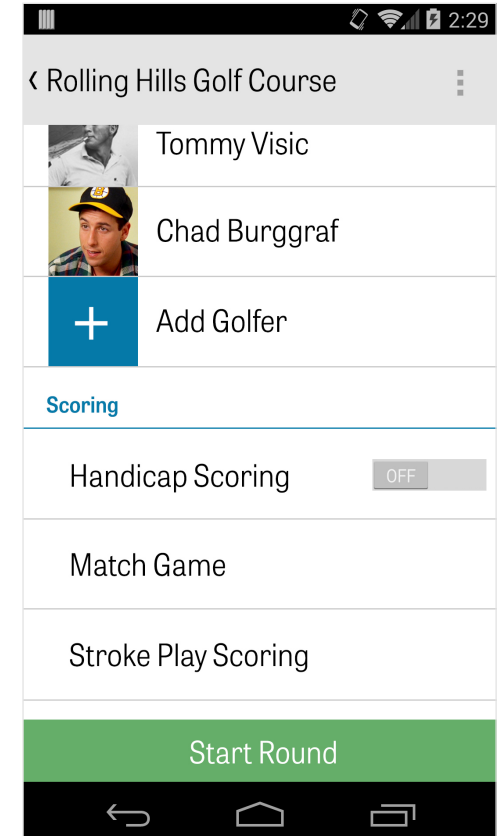 2:29
Rolling Hills Golf Course
Tommy Visic
Chad Burggraf
Add Golfer
Scoring
Handicap Scoring OFF
Match Game
Stroke Play Scoring
Start Round